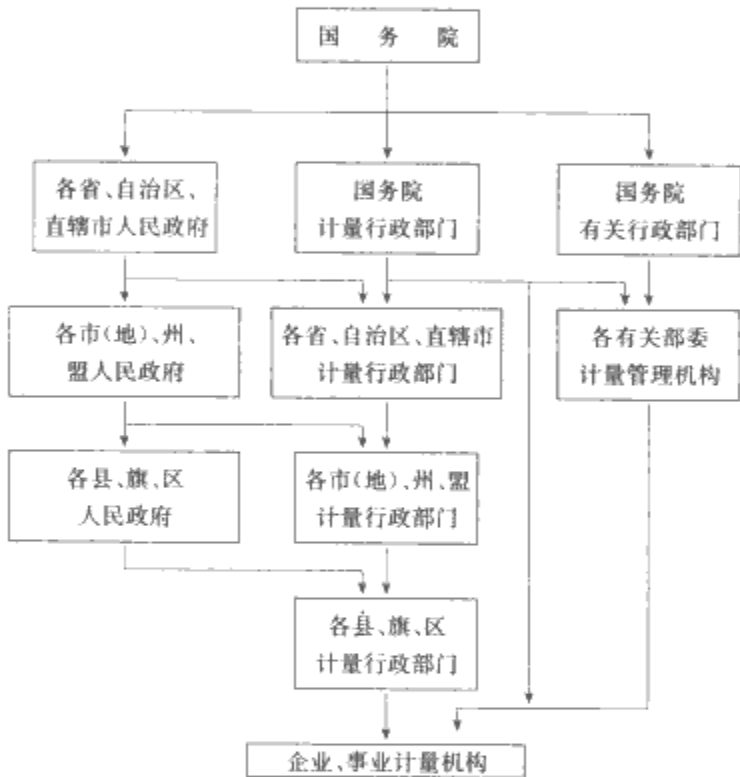 国 务 院
各省、自治区、
直辖市人民政府
国务院
计量行政部门
国务院
有关行政部门
各市(地)、州、
盟人民政府
各省、自治区、直辖市
计量行政部门
各有关部委
计量管理机构
各县、旗、区
人民政府
各市(地)、州、盟
计量行政部门
各县、旗、区
计量行政部门
企业、事业计量机构